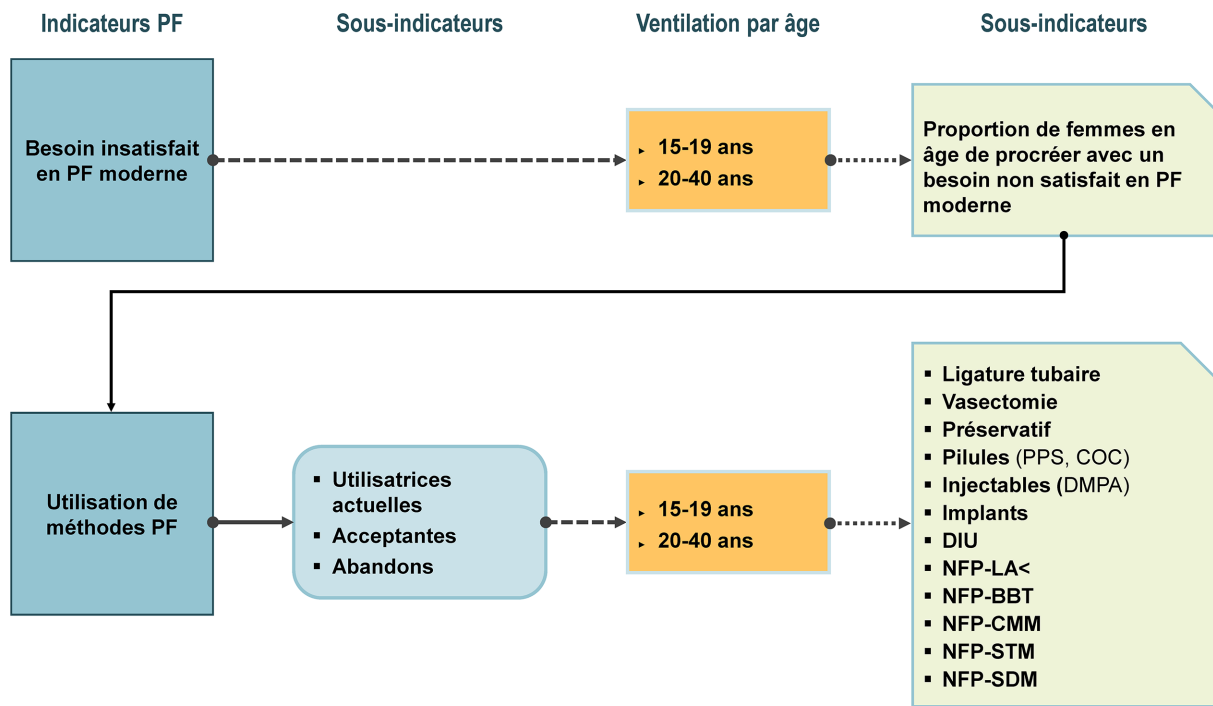 Indicateurs PF
Sous-indicateurs
Ventilation par âge
Sous-indicateurs
Besoin insatisfait
en PF moderne
▸ 15-19 ans
▸ 20-40 ans
Proportion de femmes en
âge de procréer avec un
besoin non satisfait en PF
moderne
Utilisation de
méthodes PF
▪ Utilisatrices
actuelles
▪ Acceptantes
▪ Abandons
▸ 15-19 ans
▸ 20-40 ans
▪ Ligature tubaire
▪ Vasectomie
▪ Préservatif
▪ Pilules (PPS, COC)
▪ Injectables (DMPA)
▪ Implants
▪ DIU
▪ NFP-LA<
▪ NFP-BBT
▪ NFP-CMM
▪ NFP-STM
▪ NFP-SDM